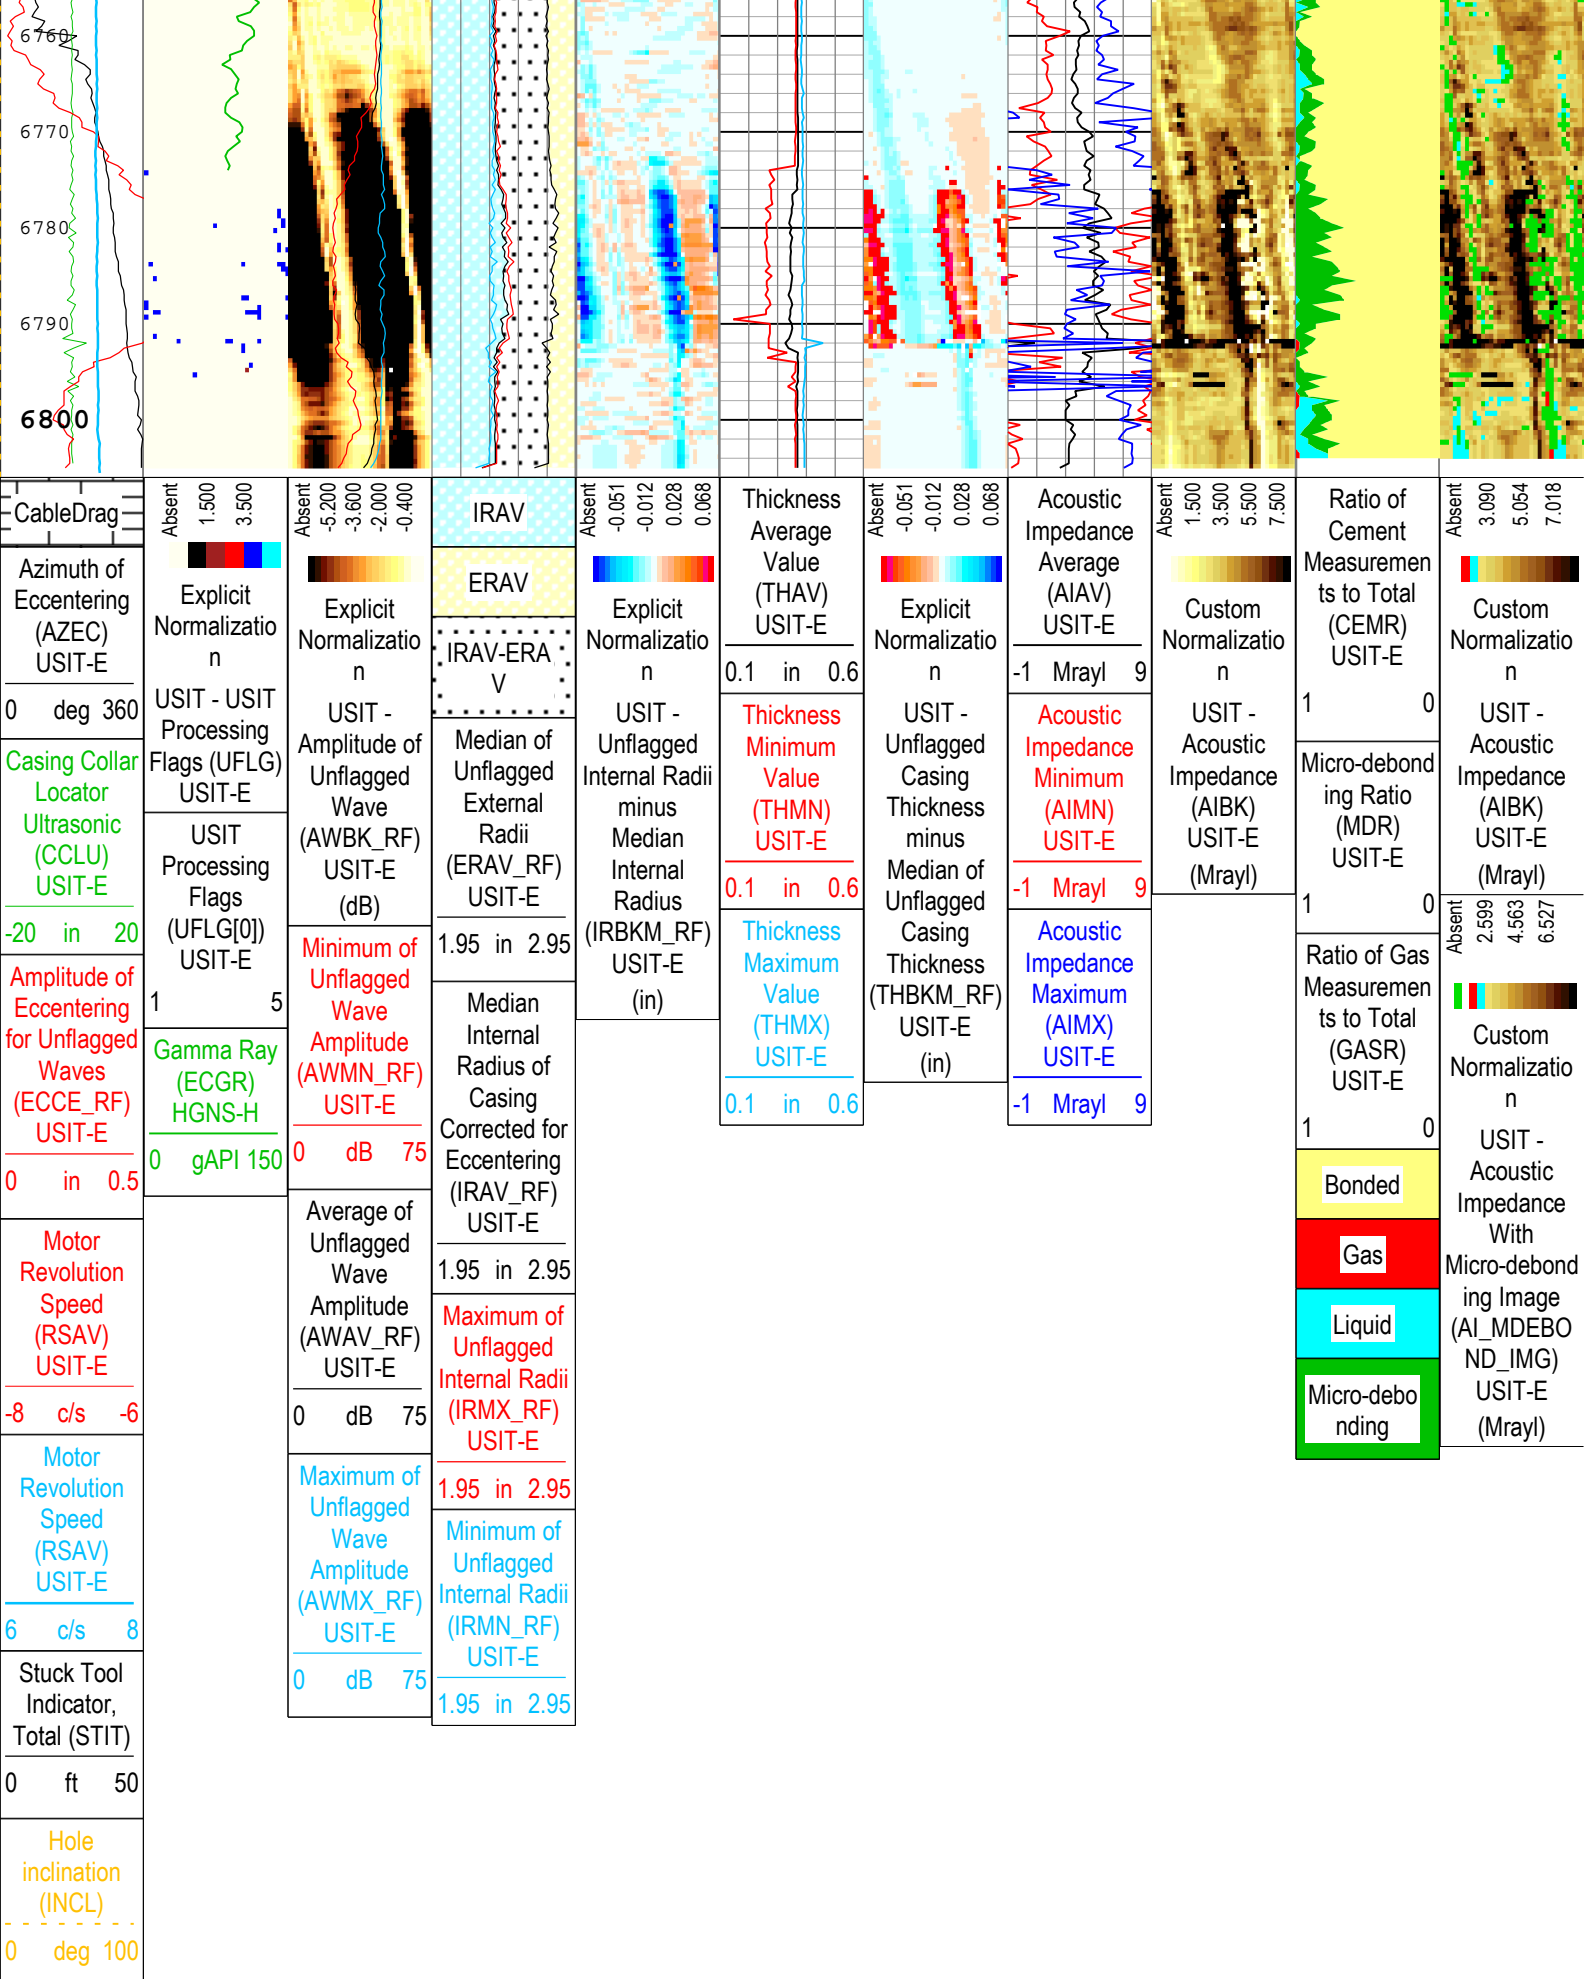 6760
6770
6780
6790
6800
CableDrag
Azimuth of
Eccentering
(AZEC)
USIT-E
0 deg 360
Casing Collar
Locator
Ultrasonic
(CCLU)
USIT-E
-20 in 20
Amplitude of
Eccentering
for Unflagged
Waves
(ECCE_RF)
USIT-E
0 in 0.5
Motor
Revolution
Speed
(RSAV)
USIT-E
-8 c/s -6
Motor
Revolution
Speed
(RSAV)
USIT-E
6 c/s 8
Stuck Tool
Indicator,
Total (STIT)
0 ft 50
Hole
inclination
(INCL)
0 deg 100
Absent
1.500
3.500
Explicit
Normalizatio
n
USIT - USIT
Processing
Flags (UFLG)
USIT-E
USIT
Processing
Flags
(UFLG[0])
USIT-E
1 5
Gamma Ray
(ECGR)
HGNS-H
0 gAPI 150
Absent
-5.200
-3.600
-2.000
-0.400
Explicit
Normalizatio
n
USIT -
Amplitude of
Unflagged
Wave
(AWBK_RF)
USIT-E
(dB)
Minimum of
Unflagged
Wave
Amplitude
(AWMN_RF)
USIT-E
0 dB 75
Average of
Unflagged
Wave
Amplitude
(AWAV_RF)
USIT-E
0 dB 75
Maximum of
Unflagged
Wave
Amplitude
(AWMX_RF)
USIT-E
0 dB 75
IRAV
ERAV
IRAV-ERA
V
Median of
Unflagged
External
Radii
(ERAV_RF)
USIT-E
1.95 in 2.95
Median
Internal
Radius of
Casing
Corrected for
Eccentering
(IRAV_RF)
USIT-E
1.95 in 2.95
Maximum of
Unflagged
Internal Radii
(IRMX_RF)
USIT-E
1.95 in 2.95
Minimum of
Unflagged
Internal Radii
(IRMN_RF)
USIT-E
1.95 in 2.95
Absent
-0.051
-0.012
0.028
0.068
Explicit
Normalizatio
n
USIT -
Unflagged
Internal Radii
minus
Median
Internal
Radius
(IRBKM_RF)
USIT-E
(in)
Thickness
Average
Value
(THAV)
USIT-E
0.1 in 0.6
Thickness
Minimum
Value
(THMN)
USIT-E
0.1 in 0.6
Thickness
Maximum
Value
(THMX)
USIT-E
0.1 in 0.6
Absent
-0.051
-0.012
0.028
0.068
Explicit
Normalizatio
n
USIT -
Unflagged
Casing
Thickness
minus
Median of
Unflagged
Casing
Thickness
(THBKM_RF)
USIT-E
(in)
Acoustic
Impedance
Average
(AIAV)
USIT-E
-1 Mrayl 9
Acoustic
Impedance
Minimum
(AIMN)
USIT-E
-1 Mrayl 9
Acoustic
Impedance
Maximum
(AIMX)
USIT-E
-1 Mrayl 9
Absent
1.500
3.500
5.500
7.500
Custom
Normalizatio
n
USIT -
Acoustic
Impedance
(AIBK)
USIT-E
(Mrayl)
Ratio of
Cement
Measuremen
ts to Total
(CEMR)
USIT-E
1 0
Micro-debond
ing Ratio
(MDR)
USIT-E
1 0
Ratio of Gas
Measuremen
ts to Total
(GASR)
USIT-E
1 0
Bonded
Gas
Liquid
Micro-debo
nding
Absent
3.090
5.054
7.018
Custom
Normalizatio
n
USIT -
Acoustic
Impedance
(AIBK)
USIT-E
(Mrayl)
Absent
2.599
4.563
6.527
Custom
Normalizatio
n
USIT -
Acoustic
Impedance
With
Micro-debond
ing Image
(AI_MDEBO
ND_IMG)
USIT-E
(Mrayl)